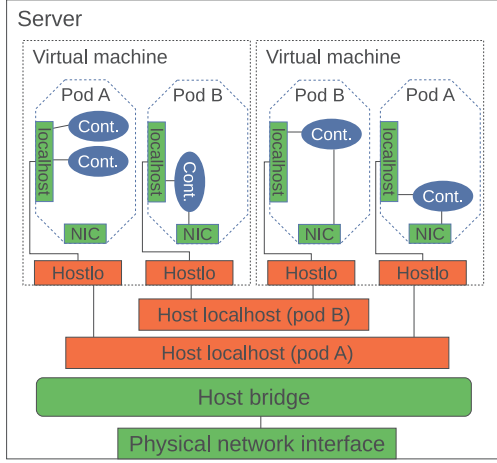 Server
Virtual machine
Virtual machine
Pod A
Pod B
Pod B
Pod A
localhost
Cont.
Cont.
localhost
Cont.
localhost
Cont.
localhost
Cont.
NIC
NIC
NIC
NIC
Hostlo
Hostlo
Hostlo
Hostlo
Host localhost (pod B)
Host localhost (pod A)
Host bridge
Physical network interface